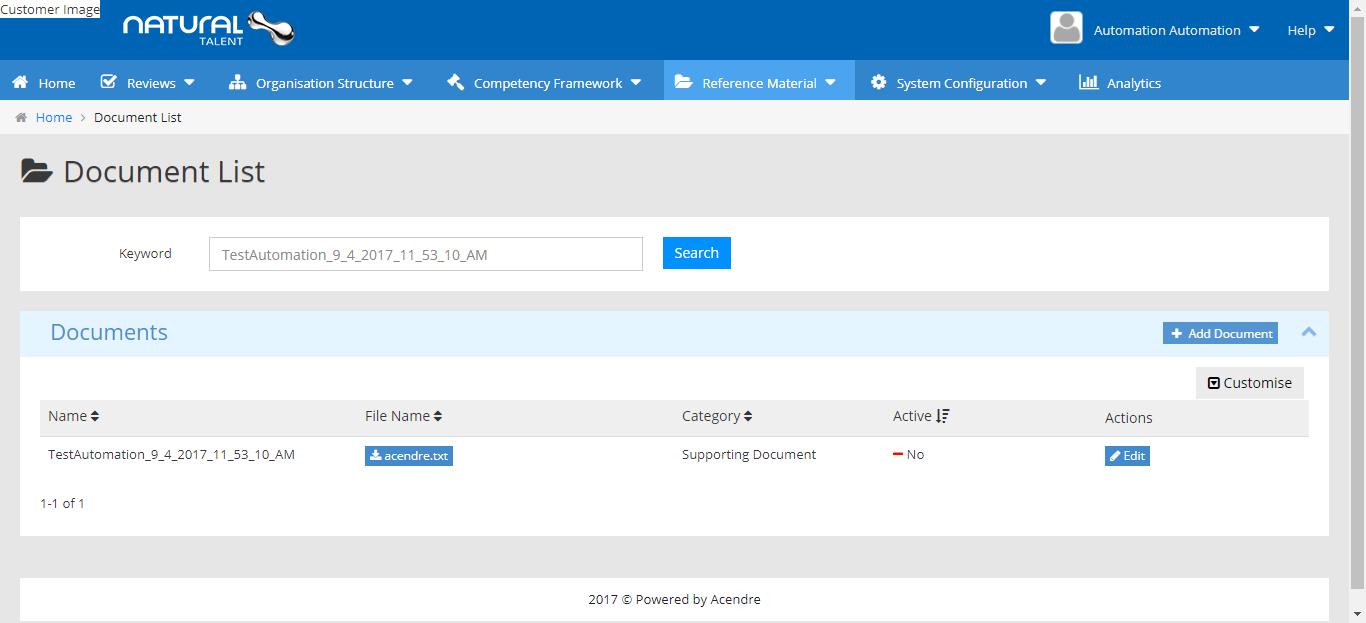 Customer Image
NATURAL
TALENT
Automation Automation
Help
Home
Reviews
Organisation Structure
Competency Framework
Reference Material
System Configuration
Analytics
Home > Document List
Document List
Keyword
TestAutomation_9_4_2017_11_53_10_AM
Search
Documents
+ Add Document
Customise
Name File Name Category Active Actions
TestAutomation_9_4_2017_11_53_10_AM acendre.txt Supporting Document No Edit
1-1 of 1
2017 © Powered by Acendre